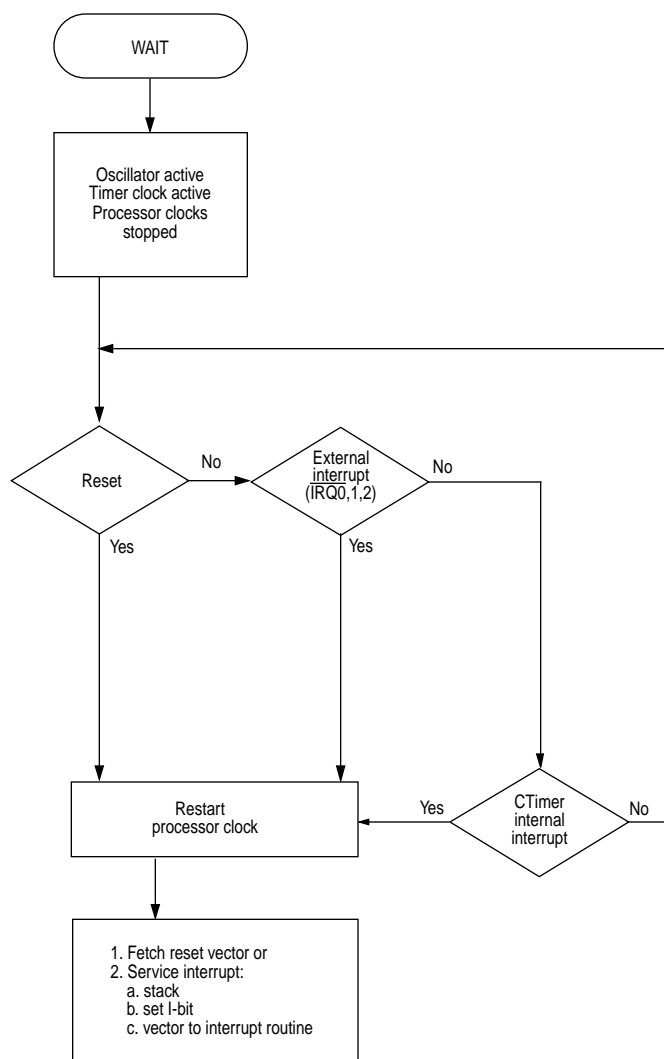 WAIT
Oscillator active
Timer clock active
Processor clocks
stopped
Reset
No
Yes
External
interrupt
(I̅R̅Q̅0̅,1,2)
No
Yes
Restart
processor clock
Yes
CTimer
internal
interrupt
No
1. Fetch reset vector or
2. Service interrupt:
a. stack
b. set I-bit
c. vector to interrupt routine